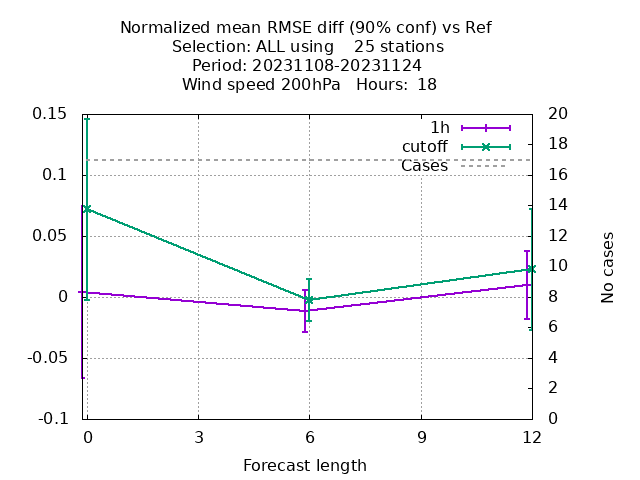 Normalized mean RMSE diff (90% conf) vs Ref
Selection: ALL using    25 stations
Period: 20231108-20231124
Wind speed 200hPa   Hours:  18
0.15
0.1
0.05
0
-0.05
-0.1
20
18
16
14
12
10
8
6
4
2
0
1h
cutoff
Cases
No cases
0
3
6
9
12
Forecast length